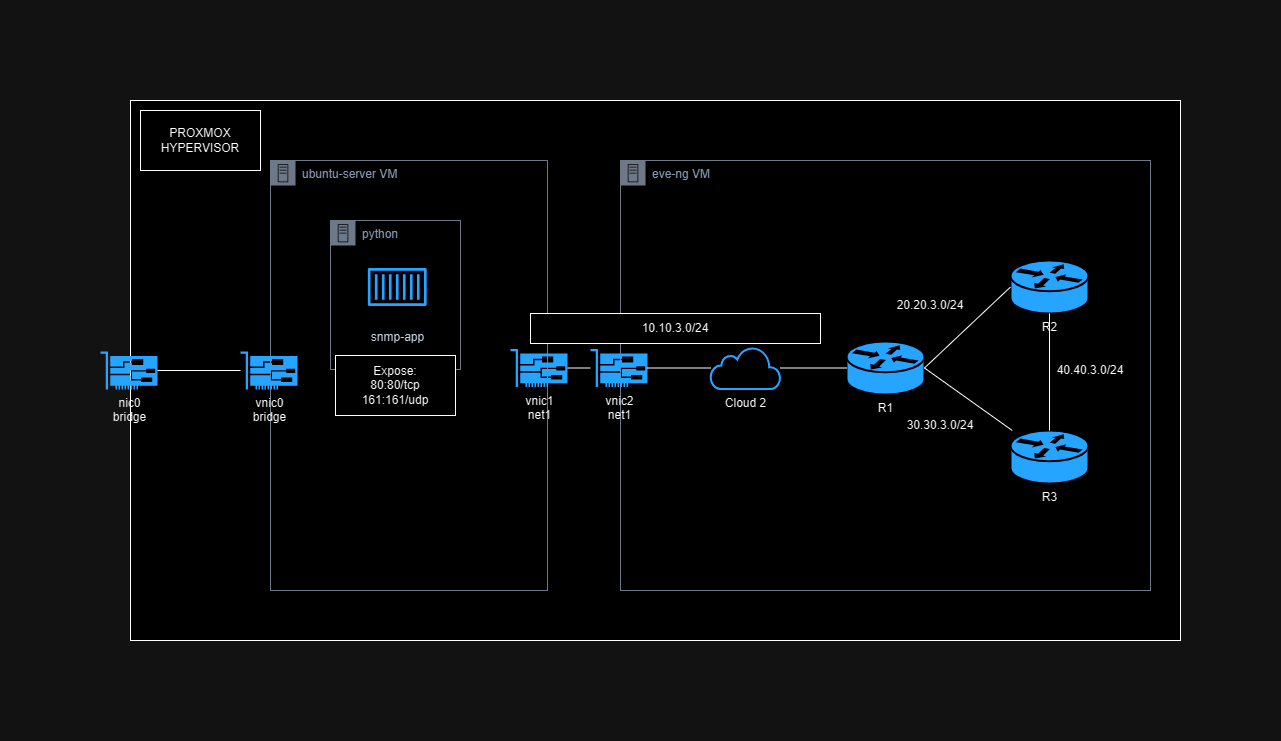 PROXMOX
HYPERVISOR
ubuntu-server VM
eve-ng VM
python
snmp-app
Expose:
80:80/tcp
161:161/udp
nic0
bridge
vnic0
bridge
10.10.3.0/24
vnic1
net1
vnic2
net1
Cloud 2
R1
20.20.3.0/24
R2
40.40.3.0/24
30.30.3.0/24
R3